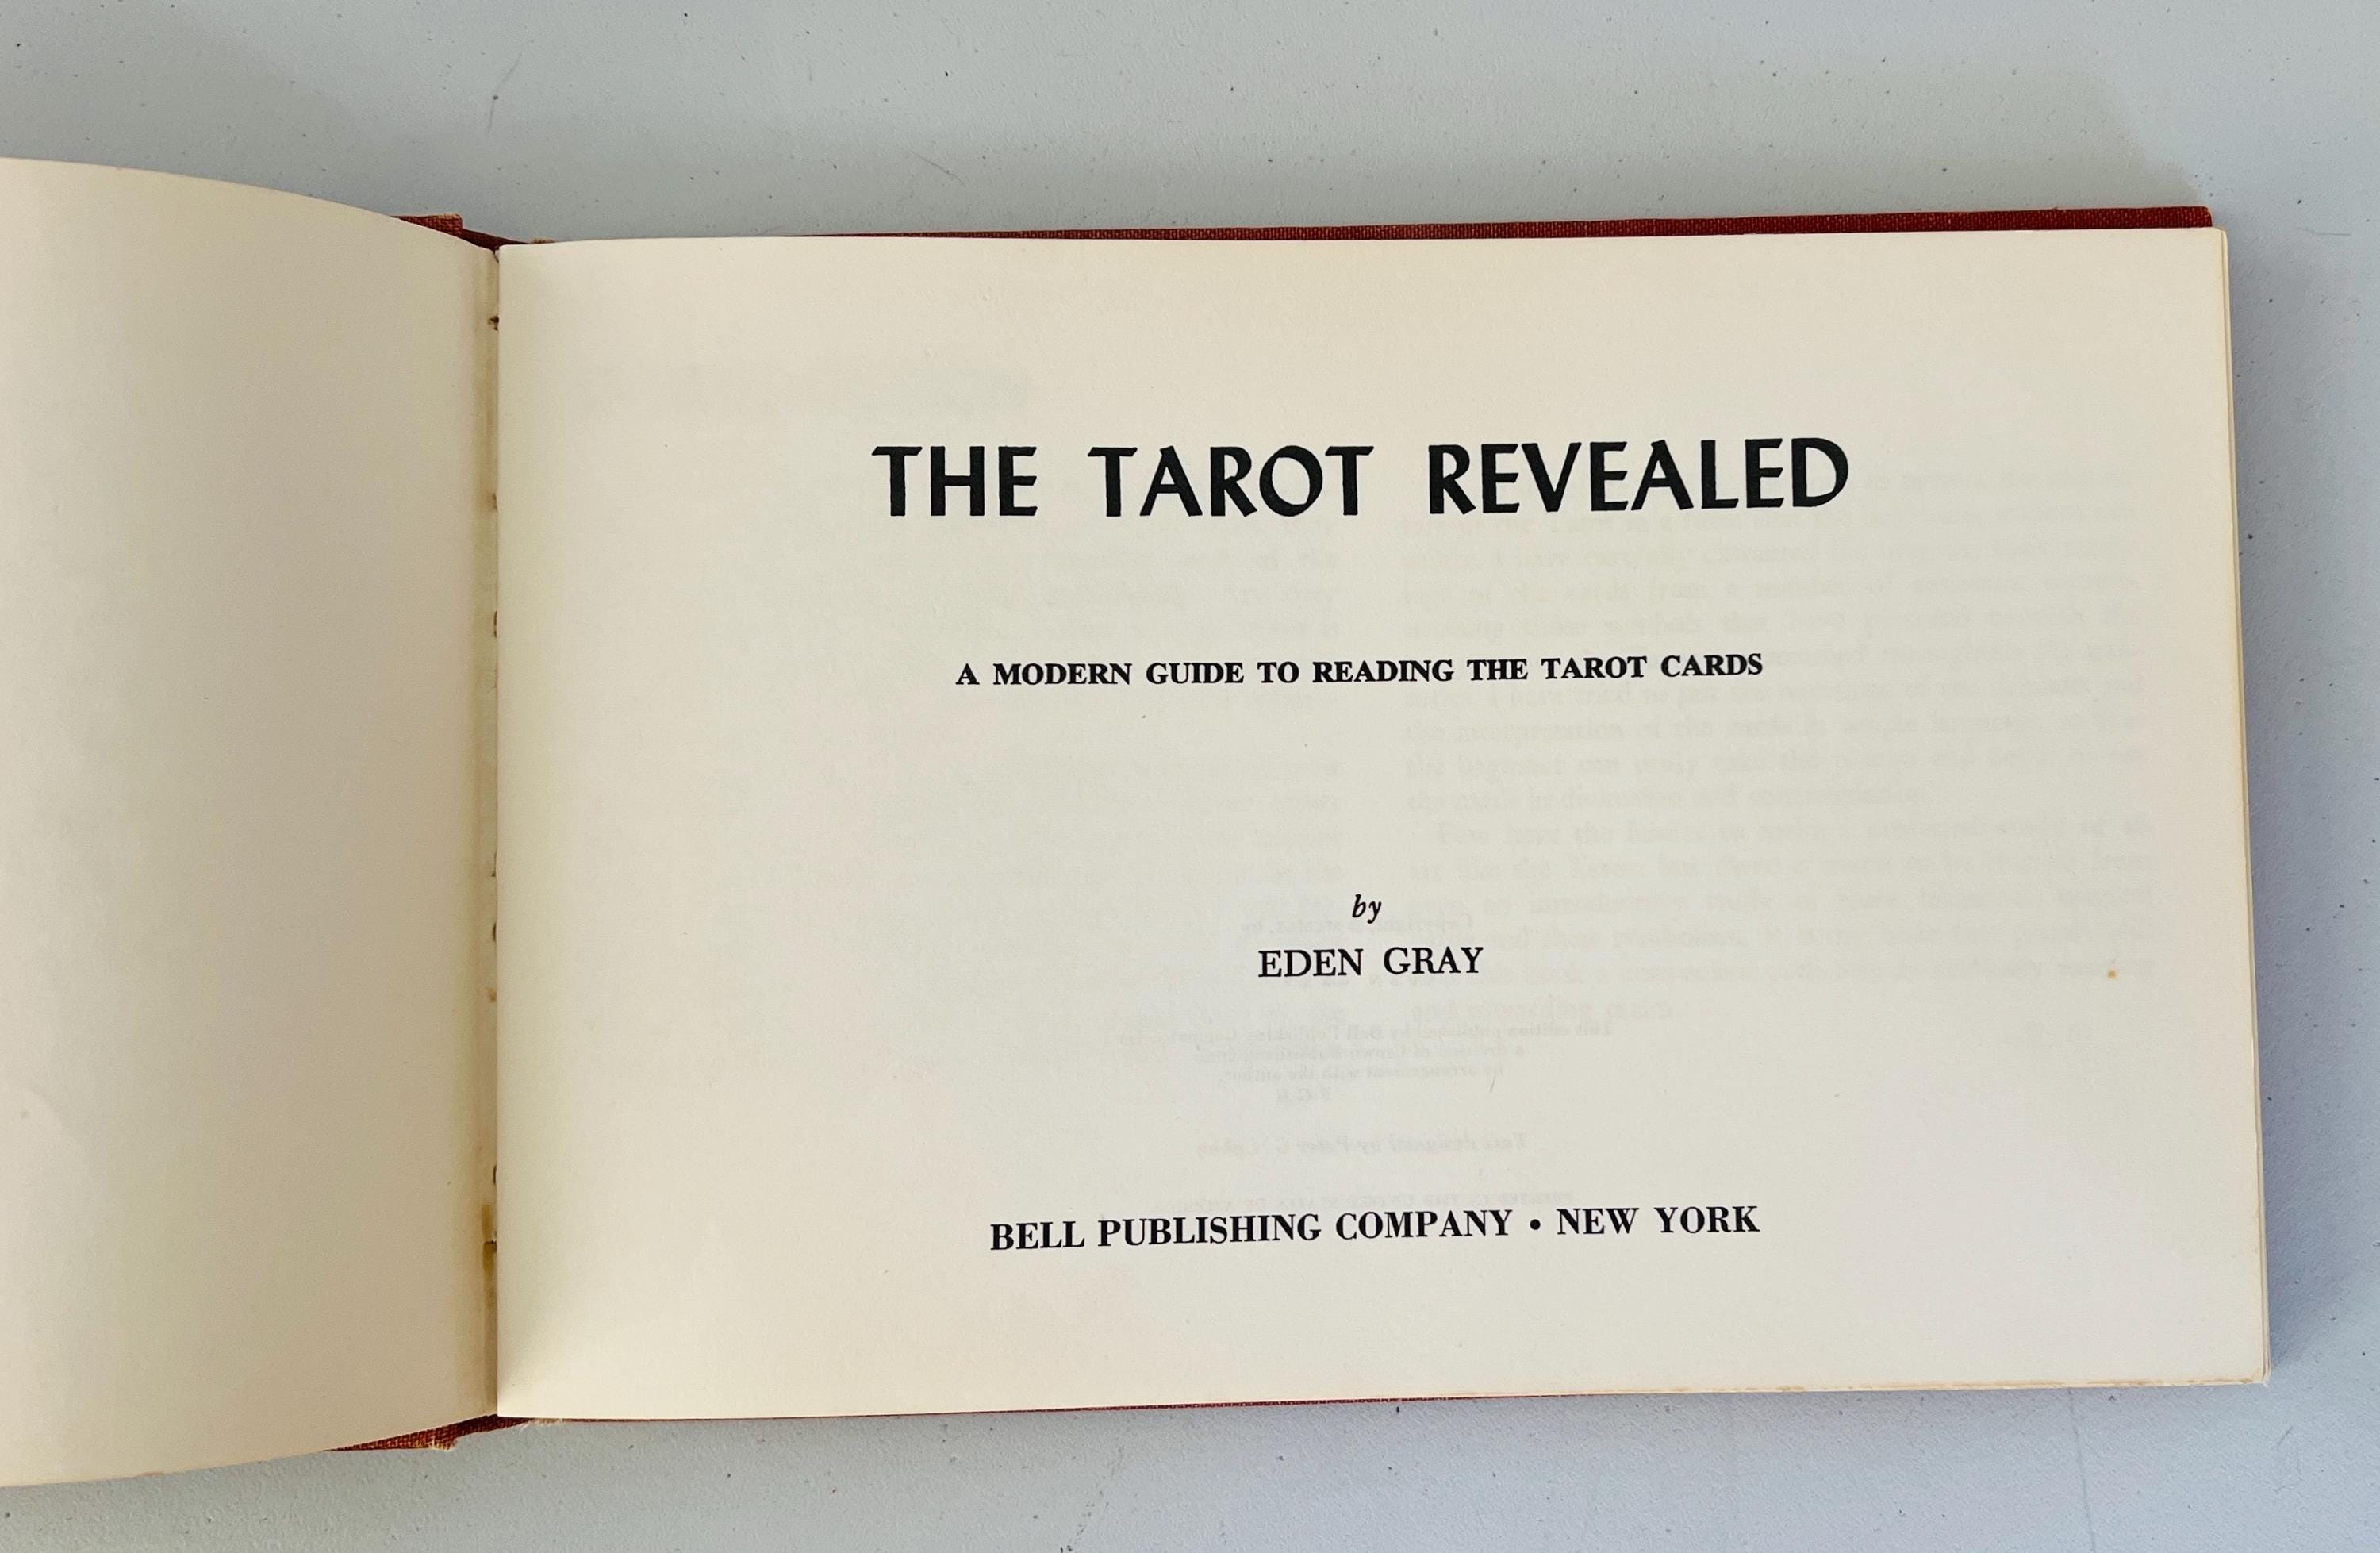 THE TAROT REVEALED
A MODERN GUIDE TO READING THE TAROT CARDS
by
EDEN GRAY
BELL PUBLISHING COMPANY • NEW YORK